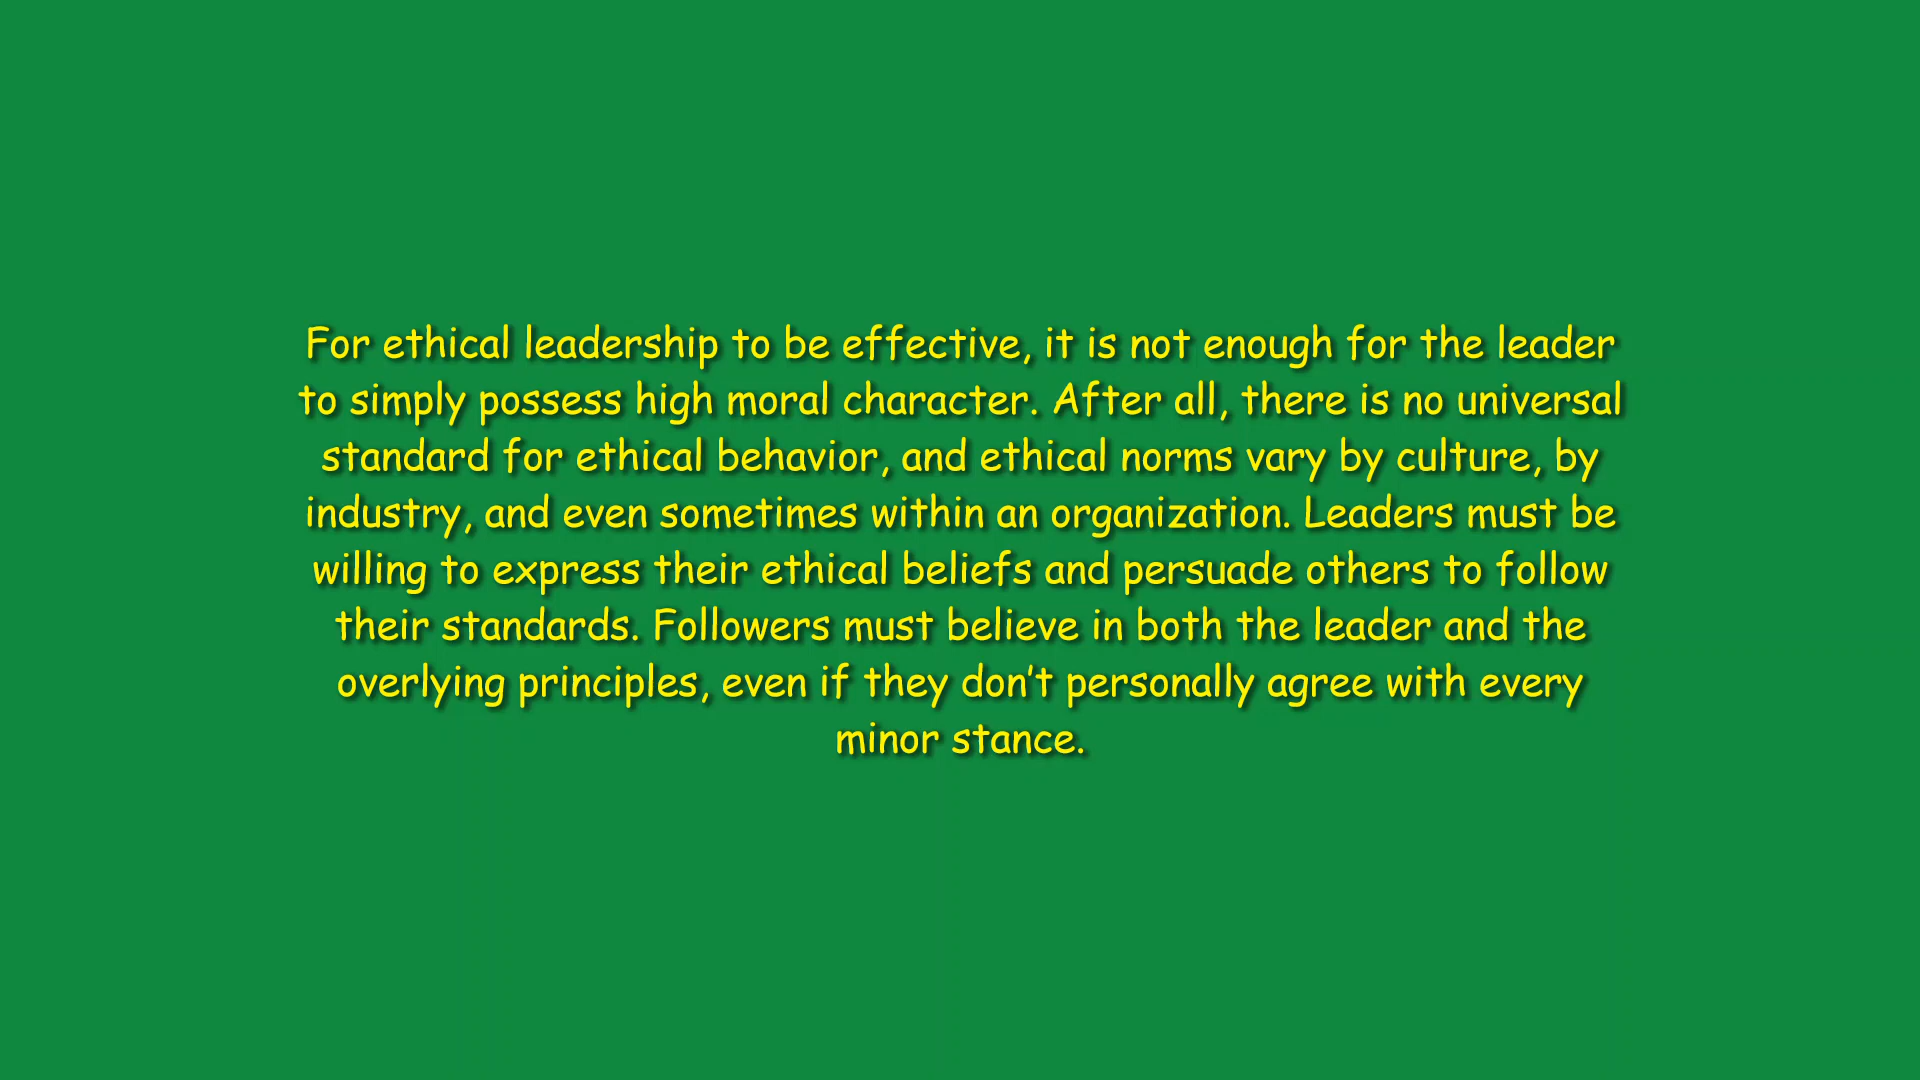 For ethical leadership to be effective, it is not enough for the leader
to simply possess high moral character. After all, there is no universal
standard for ethical behavior, and ethical norms vary by culture, by
industry, and even sometimes within an organization. Leaders must be
willing to express their ethical beliefs and persuade others to follow
their standards. Followers must believe in both the leader and the
overlying principles, even if they don’t personally agree with every
minor stance.